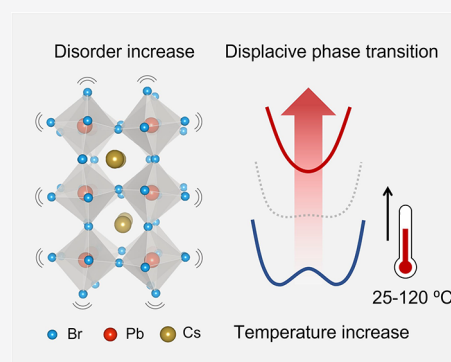 Disorder increase
Displacive phase transition
25-120 ºC
Br Pb Cs
Temperature increase